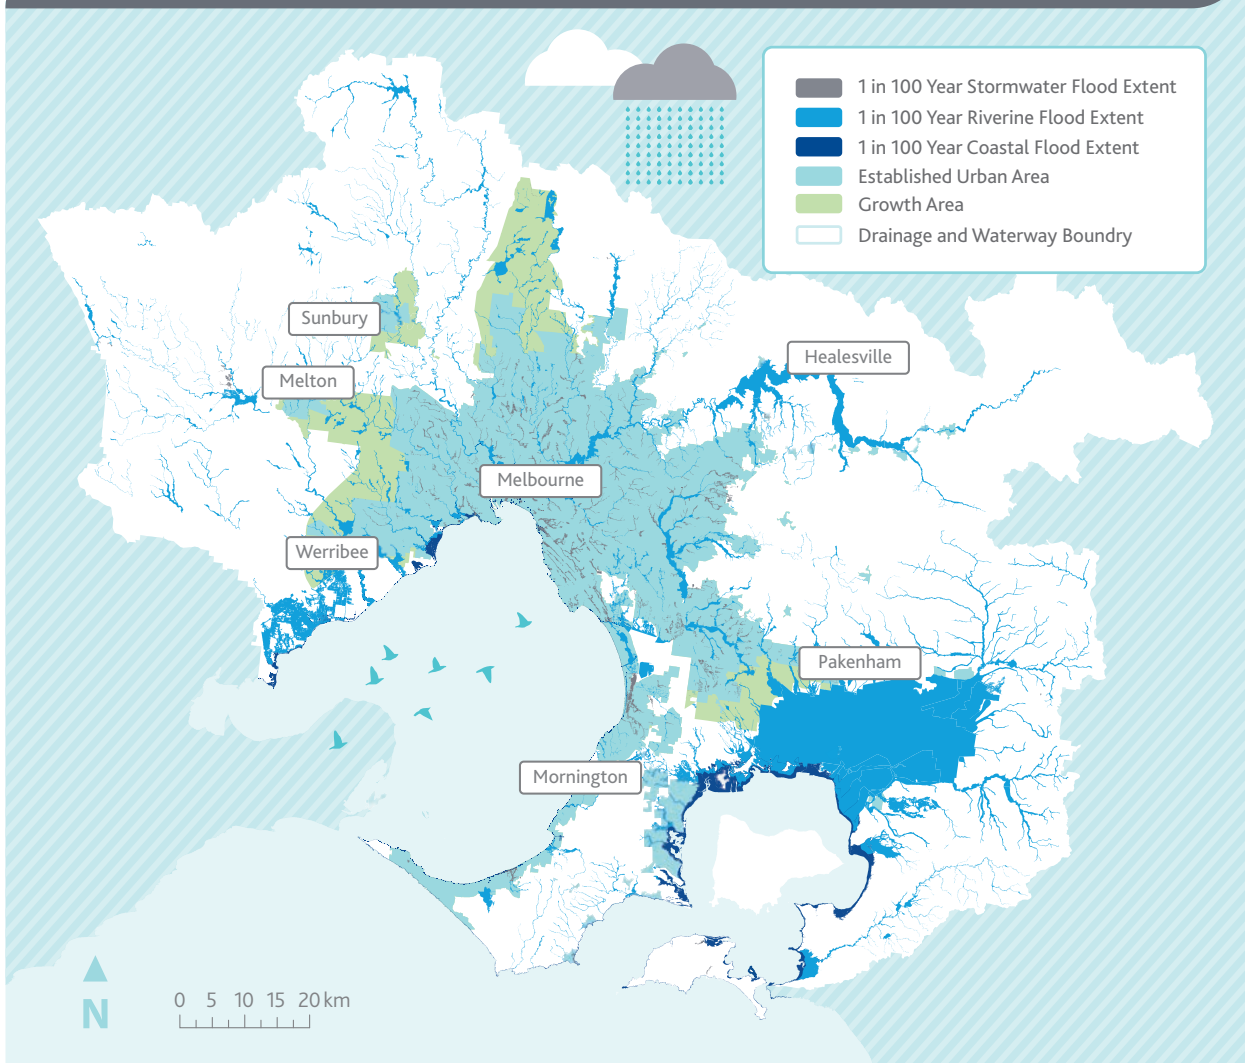 1 in 100 Year Stormwater Flood Extent
1 in 100 Year Riverine Flood Extent
1 in 100 Year Coastal Flood Extent
Established Urban Area
Growth Area
Drainage and Waterway Boundry
Sunbury
Healesville
Melton
Melbourne
Werribee
Pakenham
Mornington
N
0 5 10 15 20 km